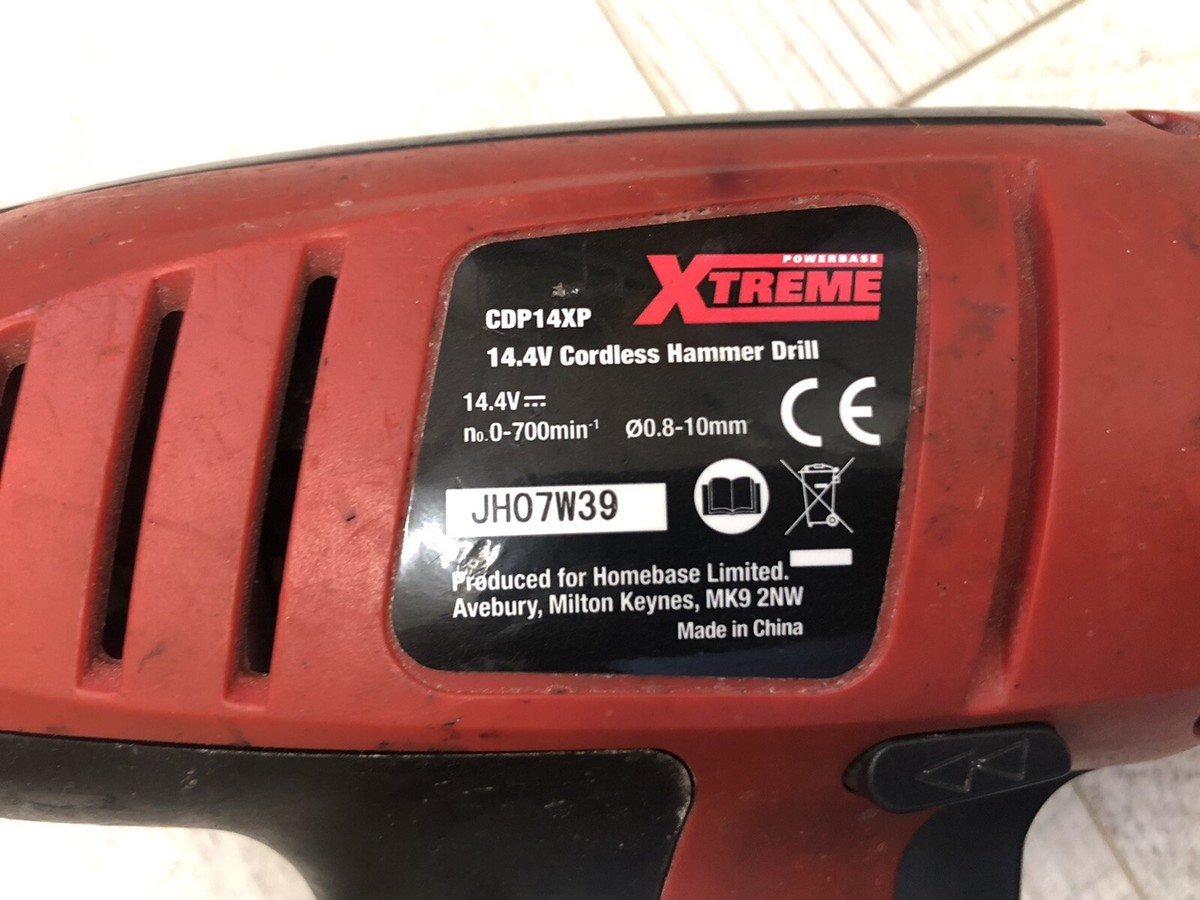 POWERBASE
XTREME
CDP14XP
14.4V Cordless Hammer Drill
14.4V⎓
n₀.0-700min⁻¹ Ø0.8-10mm
CE
JH07W39
Produced for Homebase Limited.
Avebury, Milton Keynes, MK9 2NW
Made in China